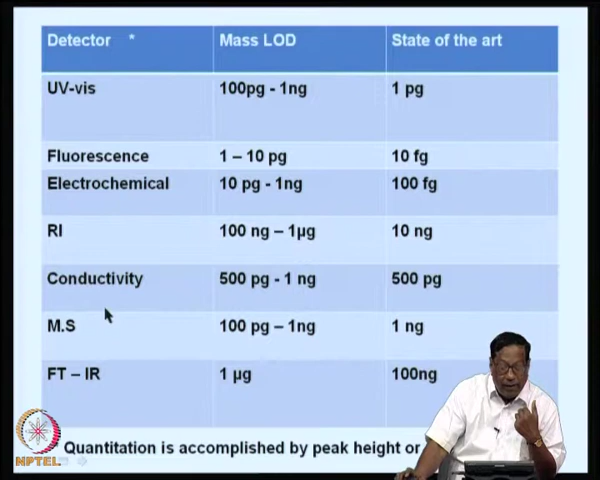 Detector * Mass LOD State of the art
UV-vis 100pg - 1ng 1 pg
Fluorescence 1 – 10 pg 10 fg
Electrochemical 10 pg - 1ng 100 fg
RI 100 ng – 1µg 10 ng
Conductivity 500 pg - 1 ng 500 pg
M.S 100 pg – 1ng 1 ng
FT – IR 1 µg 100ng
* Quantitation is accomplished by peak height or
NPTEL